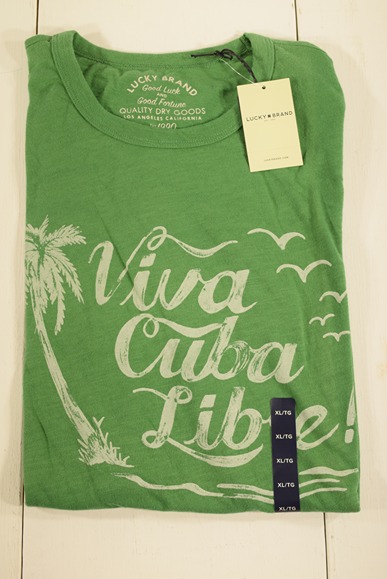 LUCKY BRAND
Good Luck
AND
Good Fortune
QUALITY DRY GOODS
LOS ANGELES CALIFORNIA
1990
LUCKY BRAND
Viva
Cuba
Libre!
XL/TG
XL/TG
XL/TG
XL/TG
XL/TG